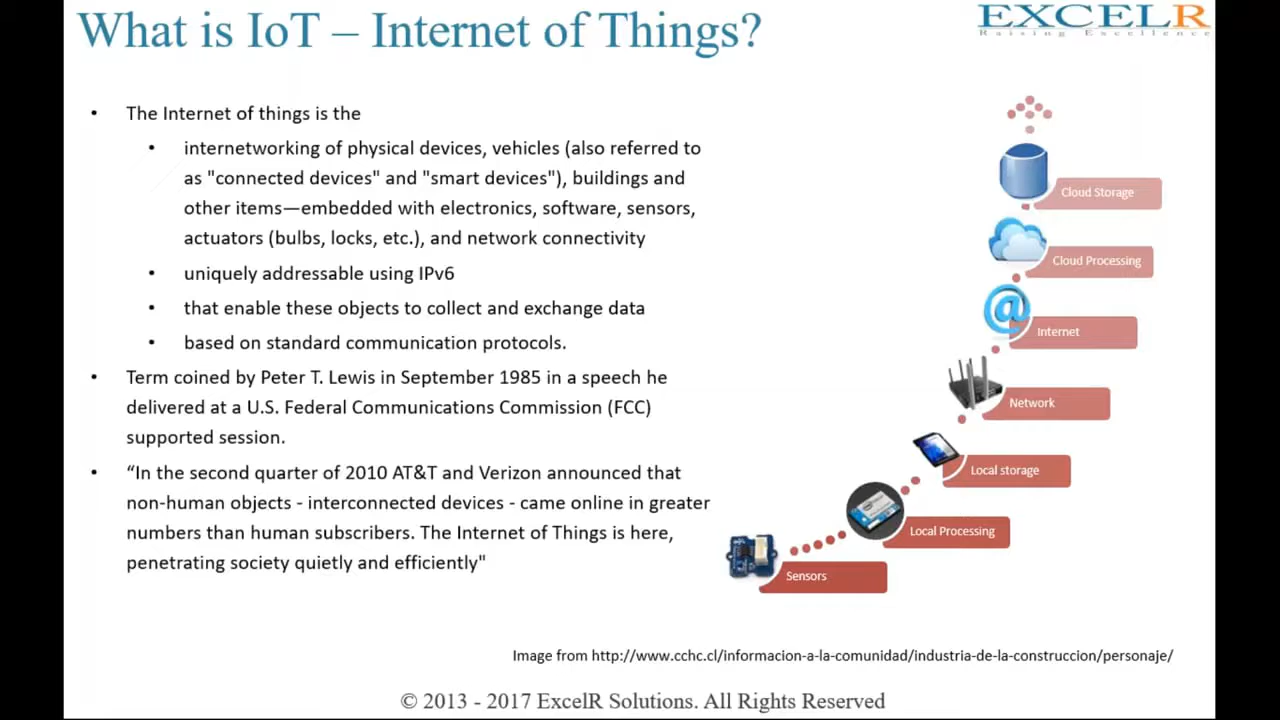 What is IoT – Internet of Things?
EXCELR
Raising Excellence
• The Internet of things is the
• internetworking of physical devices, vehicles (also referred to
as "connected devices" and "smart devices"), buildings and
other items—embedded with electronics, software, sensors,
actuators (bulbs, locks, etc.), and network connectivity
• uniquely addressable using IPv6
• that enable these objects to collect and exchange data
• based on standard communication protocols.
• Term coined by Peter T. Lewis in September 1985 in a speech he
delivered at a U.S. Federal Communications Commission (FCC)
supported session.
• “In the second quarter of 2010 AT&T and Verizon announced that
non-human objects - interconnected devices - came online in greater
numbers than human subscribers. The Internet of Things is here,
penetrating society quietly and efficiently"
Cloud Storage
Cloud Processing
@
Internet
Network
Local storage
Local Processing
Sensors
Image from http://www.cchc.cl/informacion-a-la-comunidad/industria-de-la-construccion/personaje/
© 2013 - 2017 ExcelR Solutions. All Rights Reserved